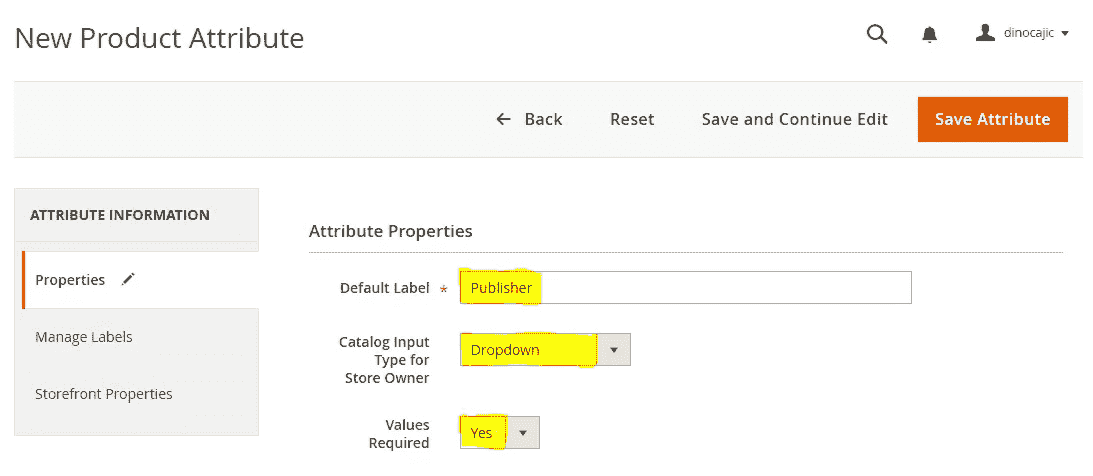 New Product Attribute
dinocajic
← Back Reset Save and Continue Edit Save Attribute
ATTRIBUTE INFORMATION
Properties
Manage Labels
Storefront Properties
Attribute Properties
Default Label * Publisher
Catalog Input
Type for
Store Owner
Dropdown
Values
Required
Yes